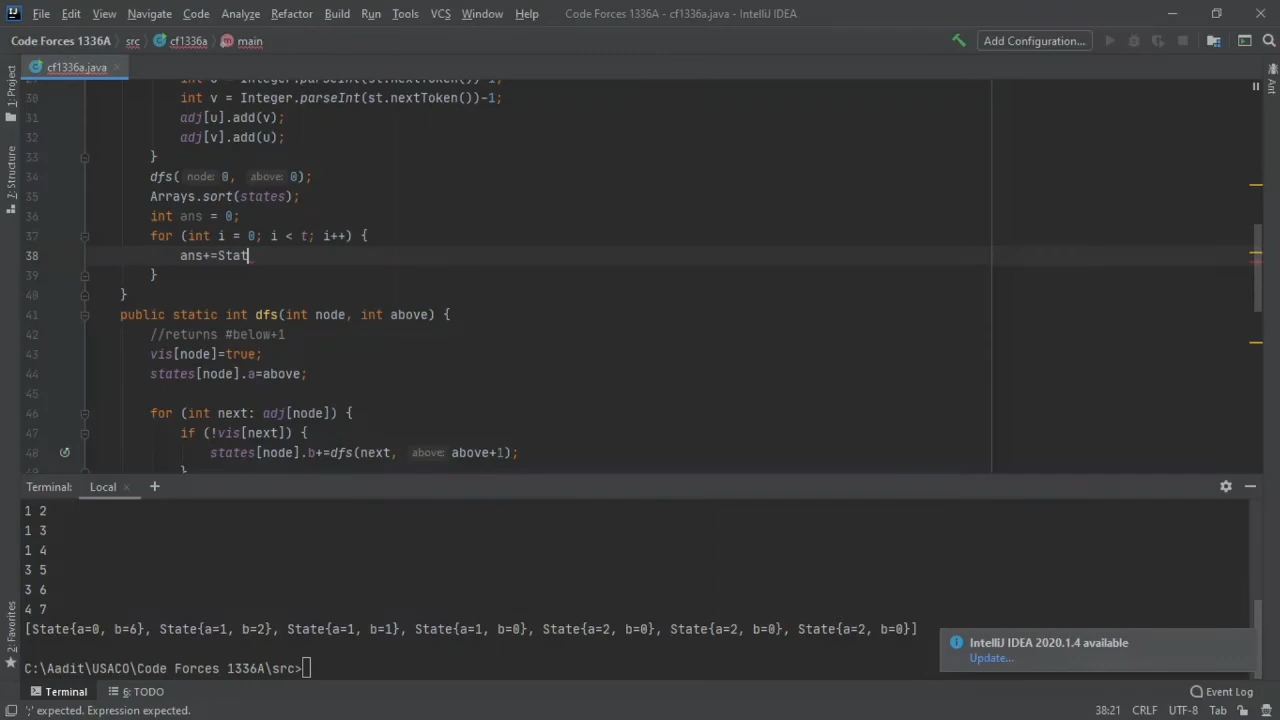 File Edit View Navigate Code Analyze Refactor Build Run Tools VCS Window Help Code Forces 1336A - cf1336a.java - IntelliJ IDEA
Code Forces 1336A src cf1336a main Add Configuration...
cf1336a.java
30 int v = Integer.parseInt(st.nextToken())-1;
31 adj[u].add(v);
32 adj[v].add(u);
33 }
34 dfs( node: 0, above: 0);
35 Arrays.sort(states);
36 int ans = 0;
37 for (int i = 0; i < t; i++) {
38 ans+=Stat
39 }
40 }
41 public static int dfs(int node, int above) {
42 //returns #below+1
43 vis[node]=true;
44 states[node].a=above;
45
46 for (int next: adj[node]) {
47 if (!vis[next]) {
48 states[node].b+=dfs(next, above: above+1);
49 }
1: Project
7: Structure
2: Favorites
Ant
Terminal: Local
1 2
1 3
1 4
3 5
3 6
4 7
[State{a=0, b=6}, State{a=1, b=2}, State{a=1, b=1}, State{a=1, b=0}, State{a=2, b=0}, State{a=2, b=0}, State{a=2, b=0}]
C:\Aadit\USACO\Code Forces 1336A\src>
IntelliJ IDEA 2020.1.4 available
Update...
Terminal 6: TODO Event Log
';' expected. Expression expected. 38:21 CRLF UTF-8 Tab